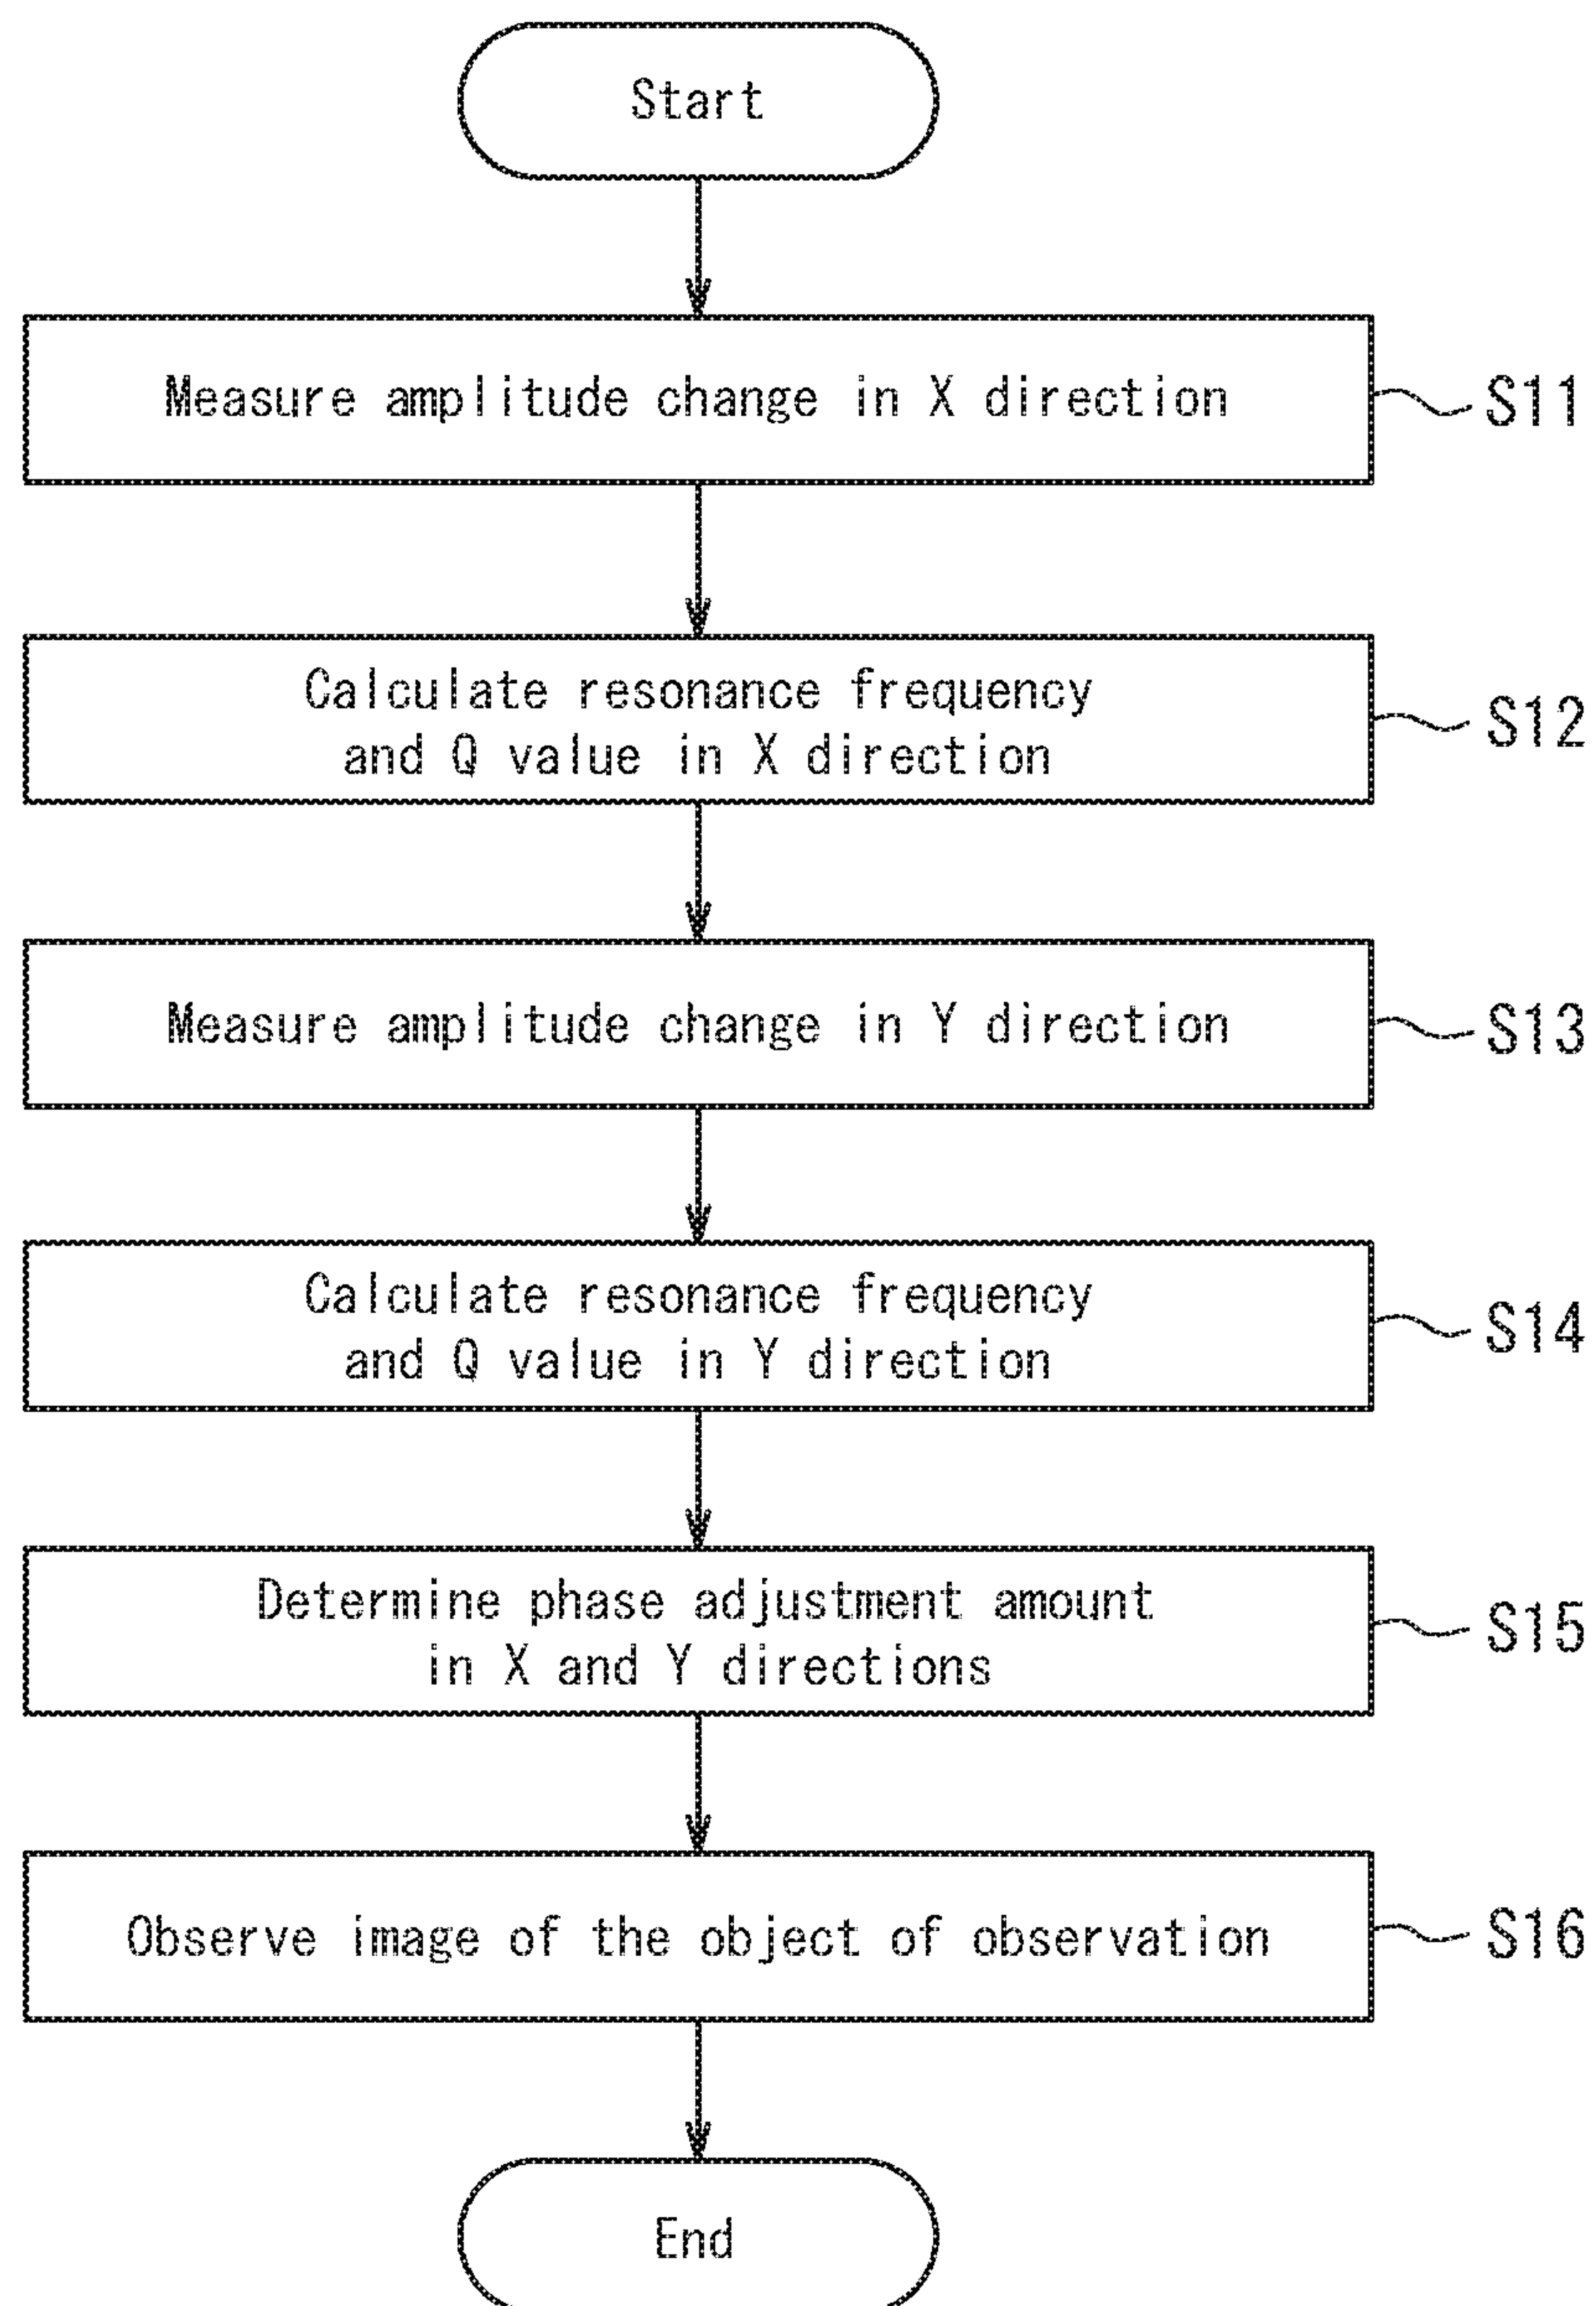 Start
Measure amplitude change in X direction
S11
Calculate resonance frequency
and Q value in X direction
S12
Measure amplitude change in Y direction
S13
Calculate resonance frequency
and Q value in Y direction
S14
Determine phase adjustment amount
in X and Y directions
S15
Observe image of the object of observation
S16
End